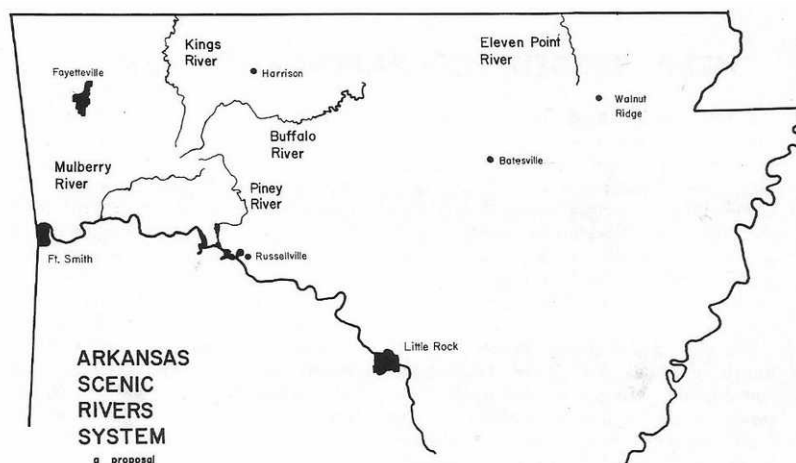 Kings
River
Harrison
Eleven Point
River
Fayetteville
Walnut
Ridge
Buffalo
River
Batesville
Mulberry
River
Piney
River
Ft. Smith
Russellville
Little Rock
ARKANSAS
SCENIC
RIVERS
SYSTEM
a proposal